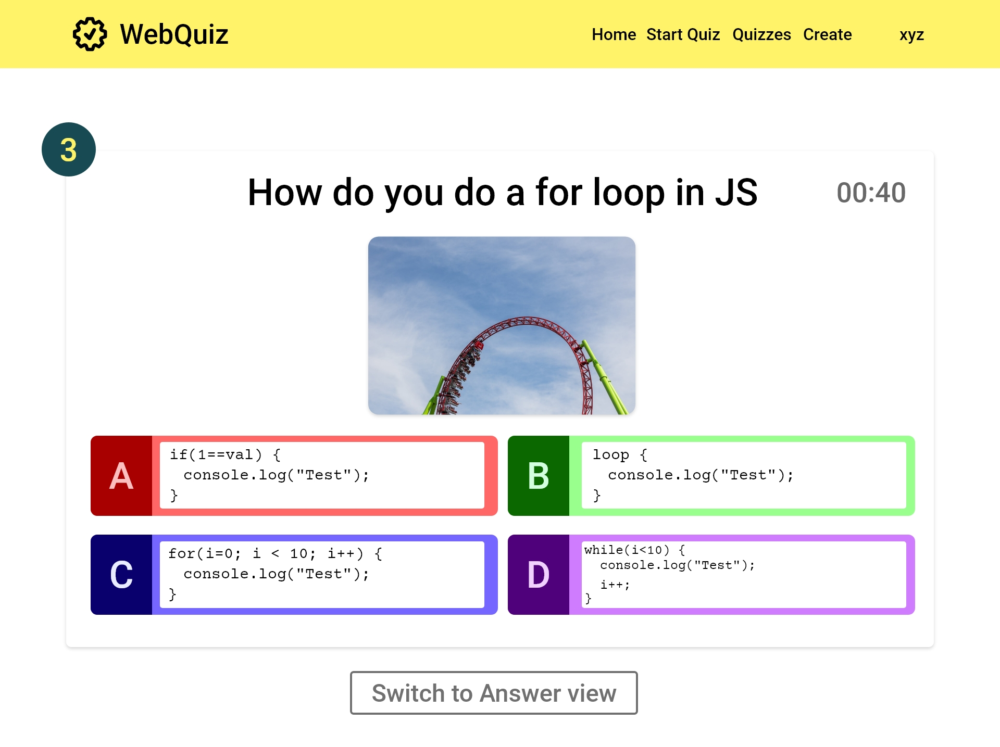 WebQuiz
Home Start Quiz Quizzes Create xyz
3
How do you do a for loop in JS
00:40
A
if(1==val) {
  console.log("Test");
}
B
loop {
  console.log("Test");
}
C
for(i=0; i < 10; i++) {
  console.log("Test");
}
D
while(i<10) {
  console.log("Test");
  i++;
}
Switch to Answer view